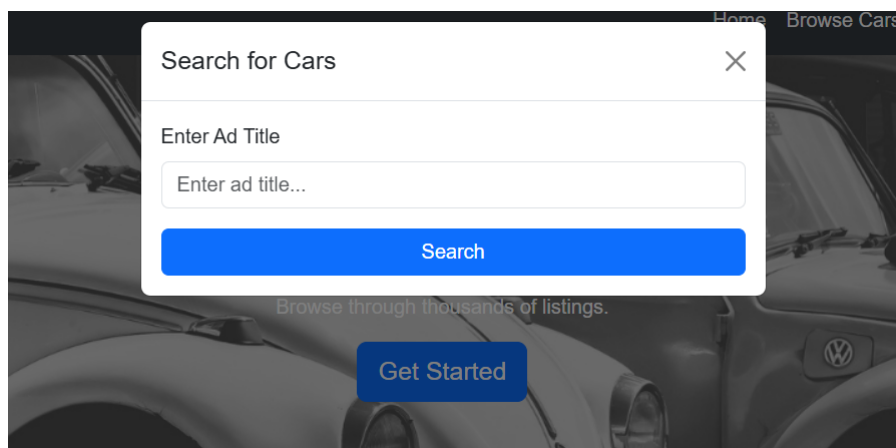 Home Browse Cars
Search for Cars
Enter Ad Title
Enter ad title...
Search
Browse through thousands of listings.
Get Started